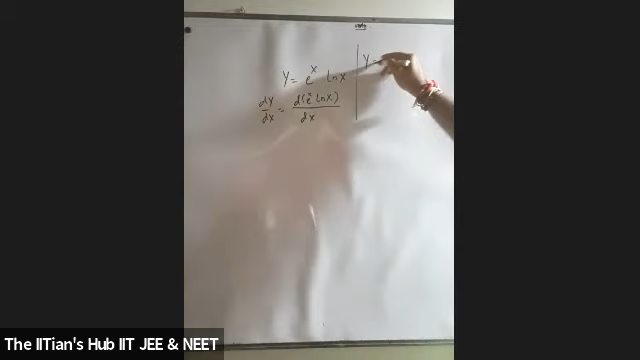 y = e^x ln x
dy/dx = d(e^x ln x)/dx
y =
The IITian's Hub IIT JEE & NEET